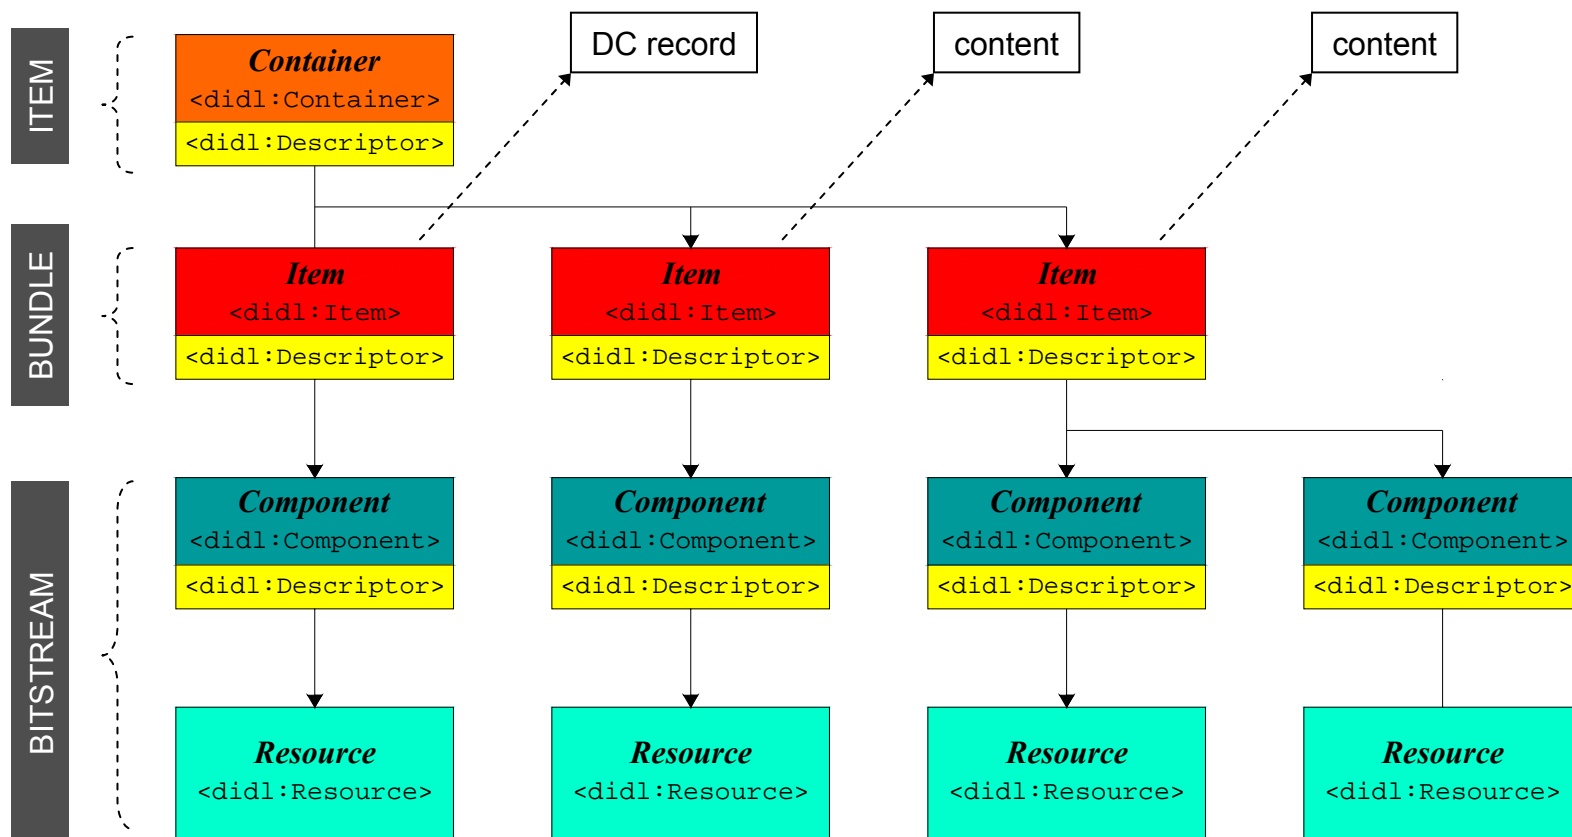 DC record
content
content
ITEM
Container
<didl:Container>
<didl:Descriptor>
BUNDLE
Item
<didl:Item>
<didl:Descriptor>
Item
<didl:Item>
<didl:Descriptor>
Item
<didl:Item>
<didl:Descriptor>
BITSTREAM
Component
<didl:Component>
<didl:Descriptor>
Component
<didl:Component>
<didl:Descriptor>
Component
<didl:Component>
<didl:Descriptor>
Component
<didl:Component>
<didl:Descriptor>
Resource
<didl:Resource>
Resource
<didl:Resource>
Resource
<didl:Resource>
Resource
<didl:Resource>